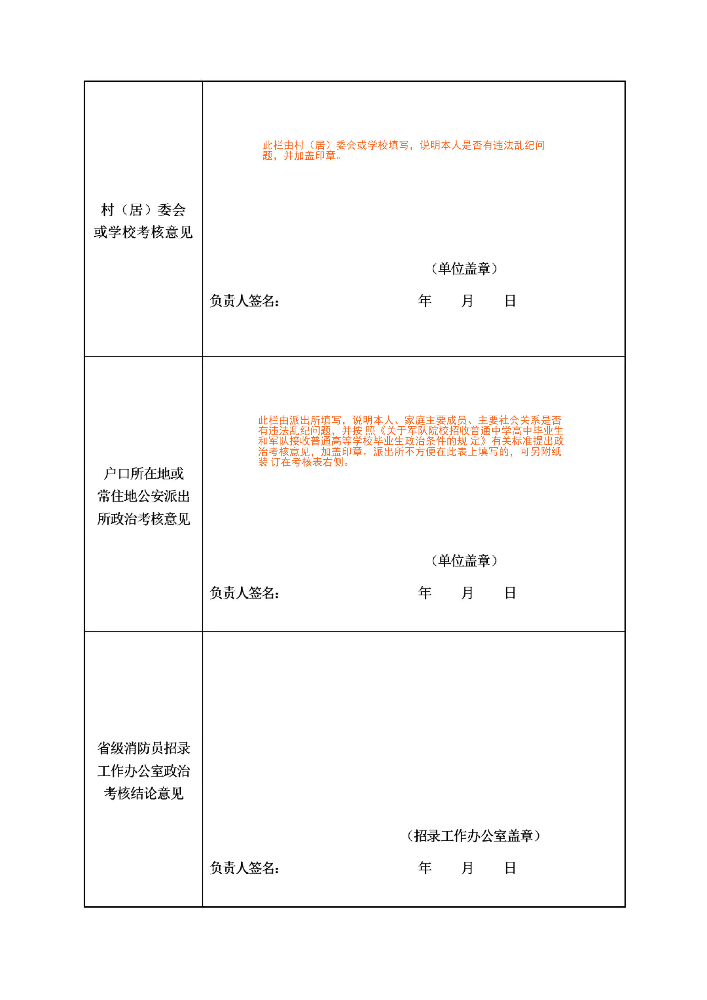 此栏由村（居）委会或学校填写，说明本人是否有违法乱纪问
题，并加盖印章。
村（居）委会
或学校考核意见
（单位盖章）
负责人签名： 年 月 日
此栏由派出所填写，说明本人、家庭主要成员、主要社会关系是否
有违法乱纪问题，并按 照《关于军队院校招收普通中学高中毕业生
和军队接收普通高等学校毕业生政治条件的规 定》有关标准提出政
治考核意见，加盖印章。派出所不方便在此表上填写的，可另附纸
装 订在考核表右侧。
户口所在地或
常住地公安派出
所政治考核意见
（单位盖章）
负责人签名： 年 月 日
省级消防员招录
工作办公室政治
考核结论意见
（招录工作办公室盖章）
负责人签名： 年 月 日